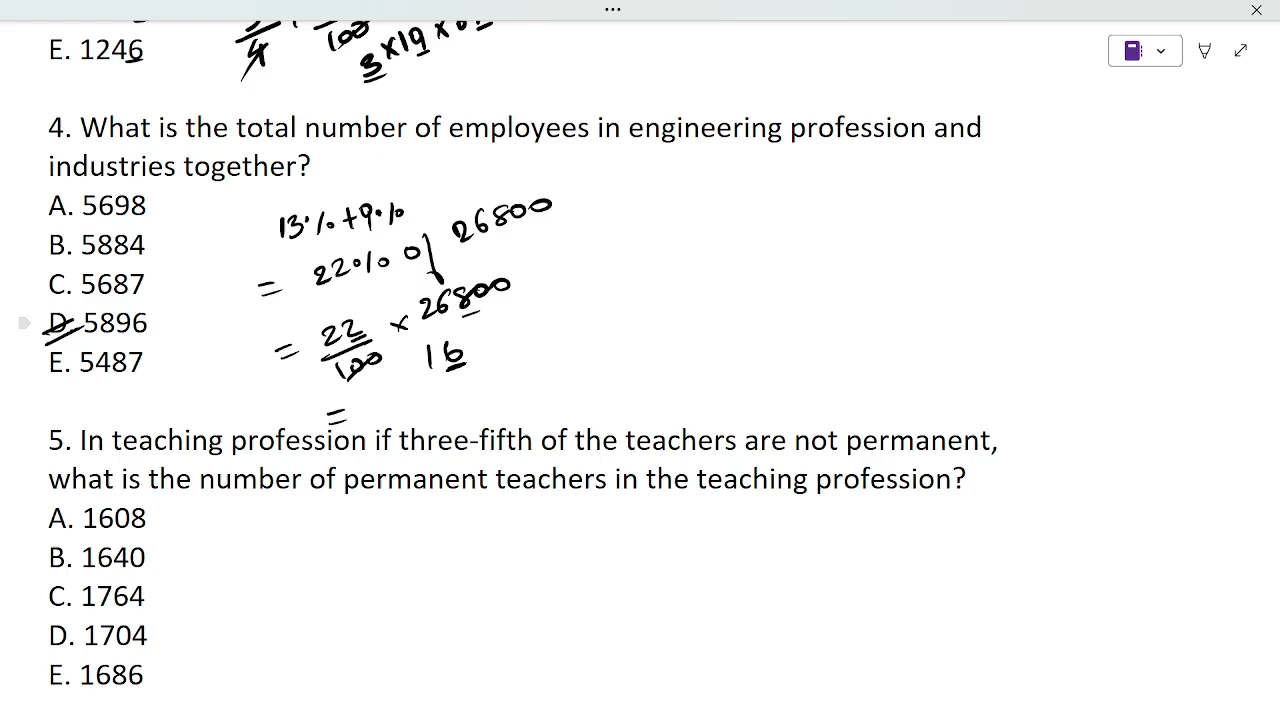 E. 1246
4. What is the total number of employees in engineering profession and
industries together?
A. 5698
B. 5884
C. 5687
D. 5896
E. 5487
13% + 9%
= 22% of 26800
= 22/100 × 26800
16
=
5. In teaching profession if three-fifth of the teachers are not permanent,
what is the number of permanent teachers in the teaching profession?
A. 1608
B. 1640
C. 1764
D. 1704
E. 1686